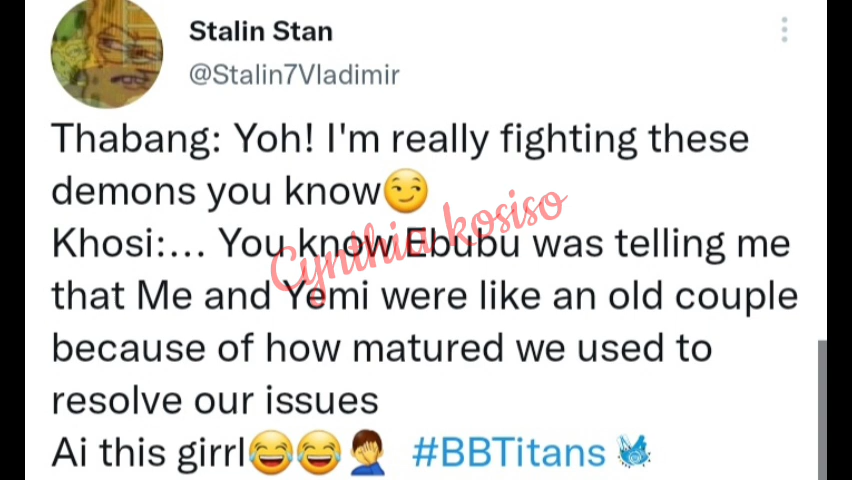 Stalin Stan
@Stalin7Vladimir
Thabang: Yoh! I'm really fighting these
demons you know😏
Khosi:... You know Ebubu was telling me
that Me and Yemi were like an old couple
because of how matured we used to
resolve our issues
Ai this girrl😂😂🤦‍♂️ #BBTitans
Cynthia kosiso